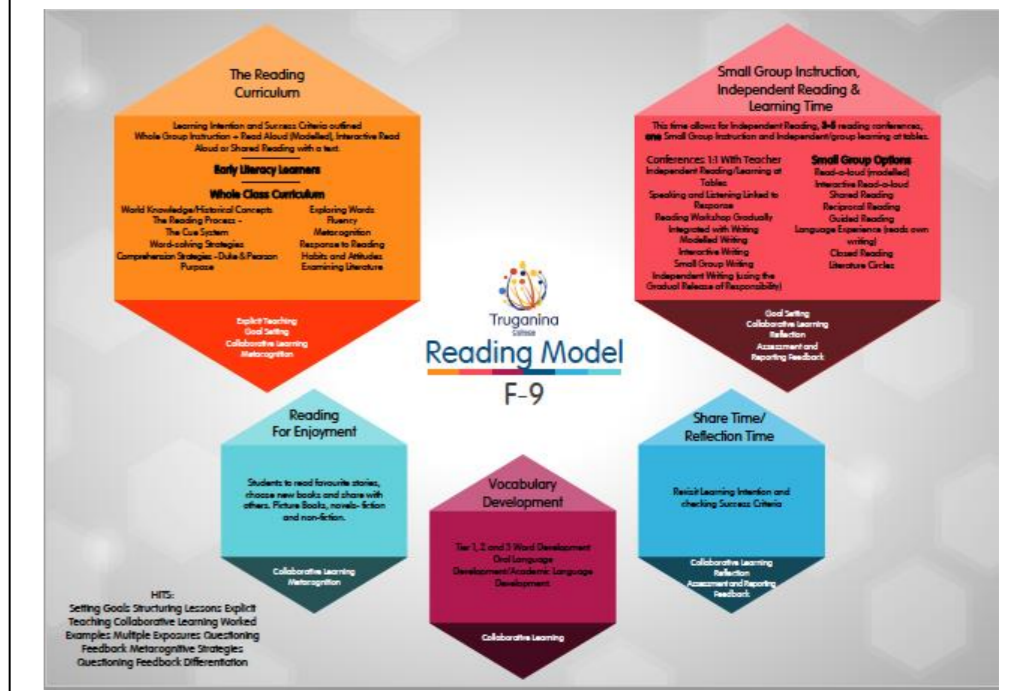 The Reading
Curriculum
Learning Intention and Success Criteria outlined
Whole Group Instruction + Read Aloud (Modelled), Interactive Read
Aloud or Shared Reading with a text.
Early Literacy Learners
Whole Class Curriculum
World Knowledge/Historical Concepts
The Reading Process -
The Cue System
Word-solving Strategies
Comprehension Strategies - Duke & Pearson
Purpose
Exploring Words
Fluency
Metacognition
Response to Reading
Habits and Attitudes
Examining Literature
Explicit Teaching
Goal Setting
Collaborative Learning
Metacognition
Small Group Instruction,
Independent Reading &
Learning Time
This time allows for Independent Reading, 3-5 reading conferences,
one Small Group Instruction and Independent/group learning at tables.
Conferences 1:1 With Teacher
Independent Reading/Learning at
Tables
Speaking and Listening Linked to
Response
Reading Workshop Gradually
Integrated with Writing
Modelled Writing
Interactive Writing
Small Group Writing
Independent Writing (using the
Gradual Release of Responsibility)
Small Group Options
Read-a-loud (modelled)
Interactive Read-a-loud
Shared Reading
Reciprocal Reading
Guided Reading
Language Experience (reads own
writing)
Closed Reading
Literature Circles
Goal Setting
Collaborative Learning
Reflection
Assessment and
Reporting Feedback
Truganina
College
Reading Model
F-9
Reading
For Enjoyment
Students to read favourite stories,
choose new books and share with
others. Picture Books, novels- fiction
and non-fiction.
Collaborative Learning
Metacognition
Vocabulary
Development
Tier 1, 2 and 3 Word Development
Oral Language
Development/Academic Language
Development
Collaborative Learning
Share Time/
Reflection Time
Revisit Learning Intention and
checking Success Criteria
Collaborative Learning
Reflection
Assessment and Reporting
Feedback
HITS:
Setting Goals Structuring Lessons Explicit
Teaching Collaborative Learning Worked
Examples Multiple Exposures Questioning
Feedback Metacognitive Strategies
Questioning Feedback Differentiation